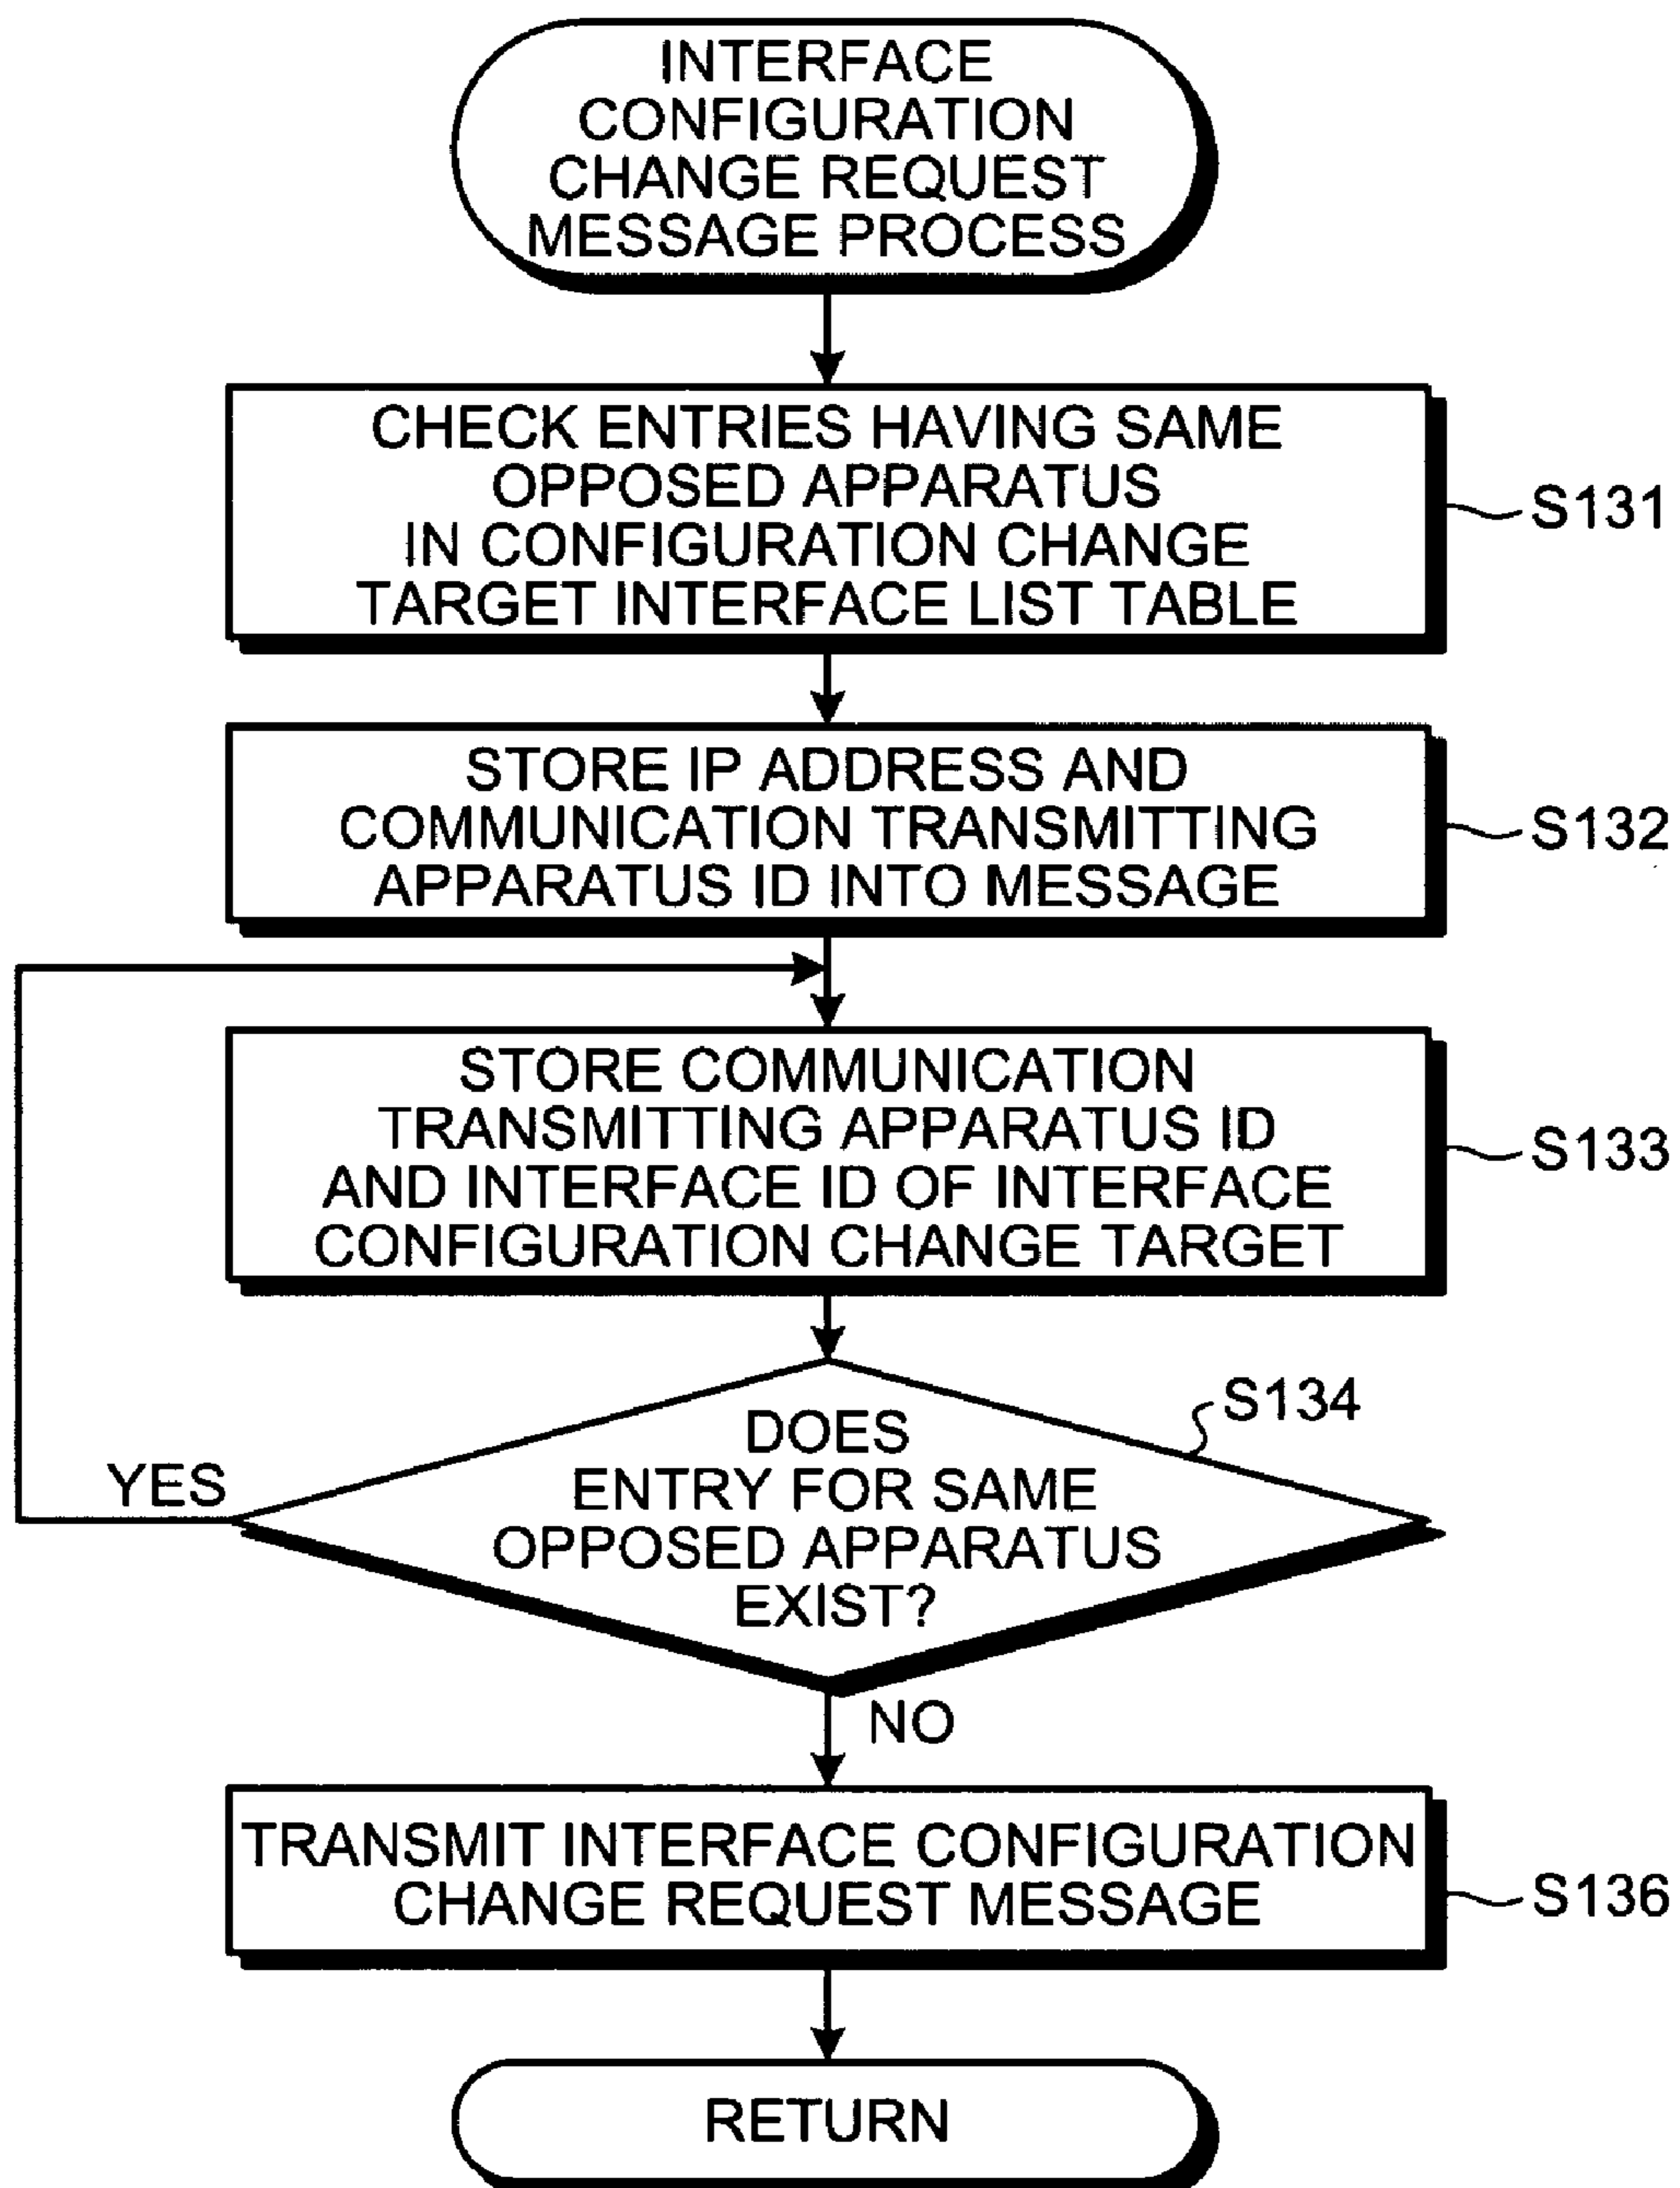 INTERFACE
CONFIGURATION
CHANGE REQUEST
MESSAGE PROCESS
CHECK ENTRIES HAVING SAME
OPPOSED APPARATUS
IN CONFIGURATION CHANGE
TARGET INTERFACE LIST TABLE
S131
STORE IP ADDRESS AND
COMMUNICATION TRANSMITTING
APPARATUS ID INTO MESSAGE
S132
STORE COMMUNICATION
TRANSMITTING APPARATUS ID
AND INTERFACE ID OF INTERFACE
CONFIGURATION CHANGE TARGET
S133
S134
DOES
ENTRY FOR SAME
OPPOSED APPARATUS
EXIST?
YES
NO
TRANSMIT INTERFACE CONFIGURATION
CHANGE REQUEST MESSAGE
S136
RETURN